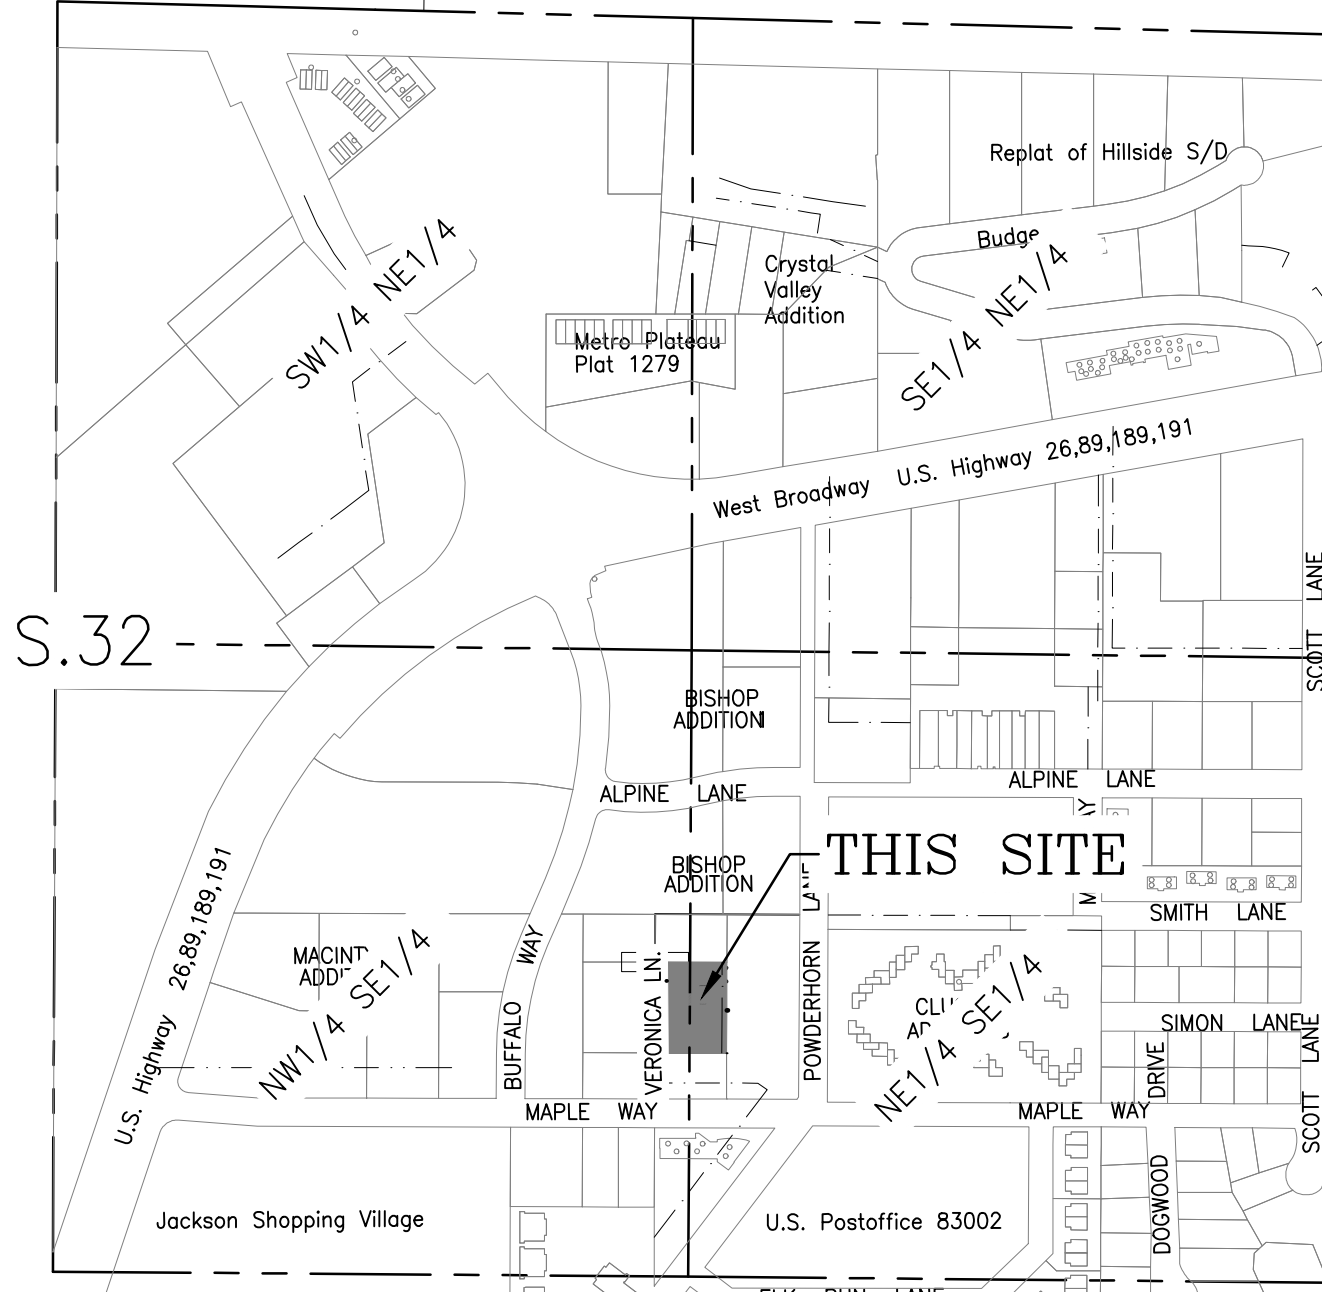 Replat of Hillside S/D
Budge
SW1/4 NE1/4
Crystal
Valley
Addition
SE1/4 NE1/4
Metro Plateau
Plat 1279
West Broadway U.S. Highway 26,89,189,191
SCOTT LANE
S.32
BISHOP
ADDITION
ALPINE LANE
ALPINE LANE
THIS SITE
BISHOP
ADDITION
LANE
POWDERHORN
SMITH LANE
U.S. Highway 26,89,189,191
NW1/4 SE1/4
BUFFALO WAY
VERONICA LN.
NE1/4 SE1/4
SIMON LANE
DRIVE
DOGWOOD
SCOTT LANE
MAPLE WAY
MAPLE WAY
Jackson Shopping Village
U.S. Postoffice 83002